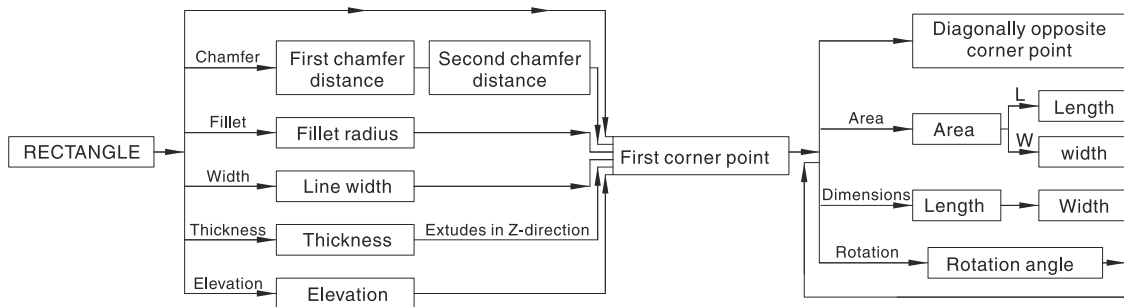 RECTANGLE
Chamfer
First chamfer
distance
Second chamfer
distance
Fillet
Fillet radius
Width
Line width
Thickness
Thickness
Extudes in Z-direction
Elevation
Elevation
First corner point
Diagonally opposite
corner point
Area
Area
L
Length
W
width
Dimensions
Length
Width
Rotation
Rotation angle